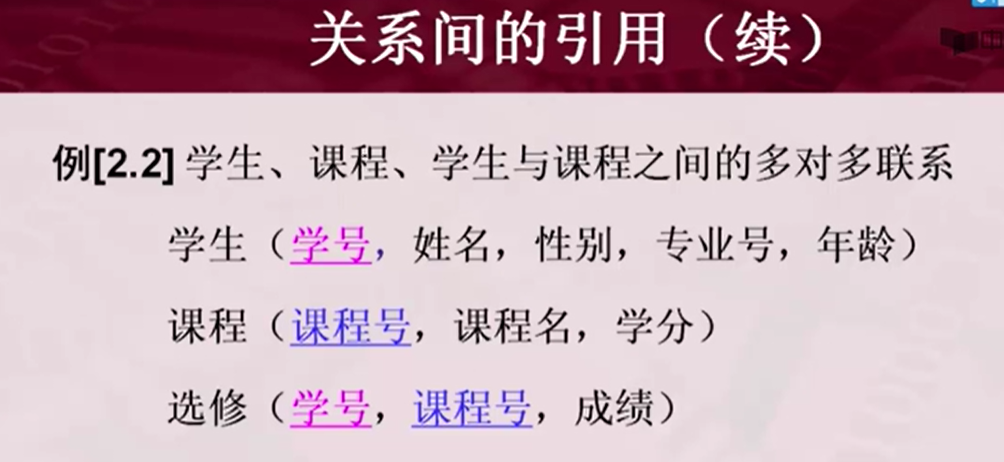 关系间的引用（续）
例[2.2] 学生、课程、学生与课程之间的多对多联系
学生（学号，姓名，性别，专业号，年龄）
课程（课程号，课程名，学分）
选修（学号，课程号，成绩）